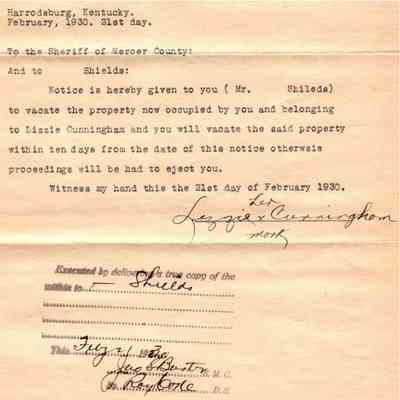 Harrodsburg, Kentucky.
February, 1930. 21st day.
To the Sheriff of Mercer County:
And to Shields:
Notice is hereby given to you ( Mr. Shileds)
to vacate the property now occupied by you and belonging
to Lizzie Cunningham and you will vacate the said property
within ten days from the date of this notice otherwsie
proceedings will be had to eject you.
Witness my hand this the 21st day of February 1930.
her
Lizzie x Cunningham
mark
Executed by delivering a true copy of the
within to — Shields
This Feby 21 1930
S.M.C.
By Ray D.S.